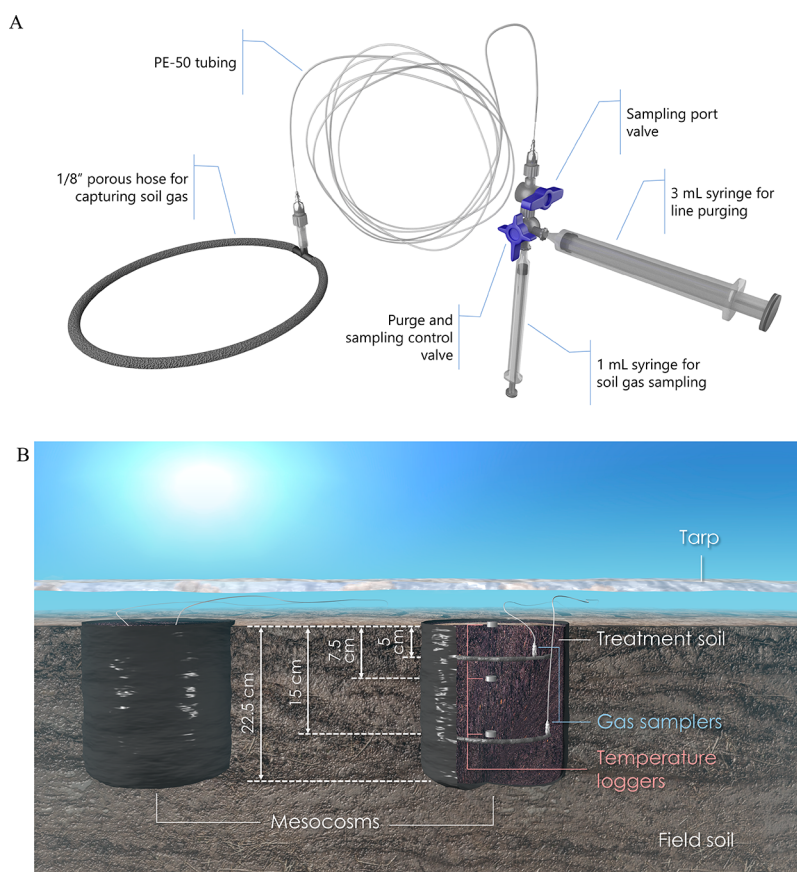 A
PE-50 tubing
Sampling port
valve
1/8” porous hose for
capturing soil gas
3 mL syringe for
line purging
Purge and
sampling control
valve
1 mL syringe for
soil gas sampling
B
Tarp
Treatment soil
5
cm
7.5
cm
15 cm
22.5 cm
Gas samplers
Temperature
loggers
Mesocosms
Field soil